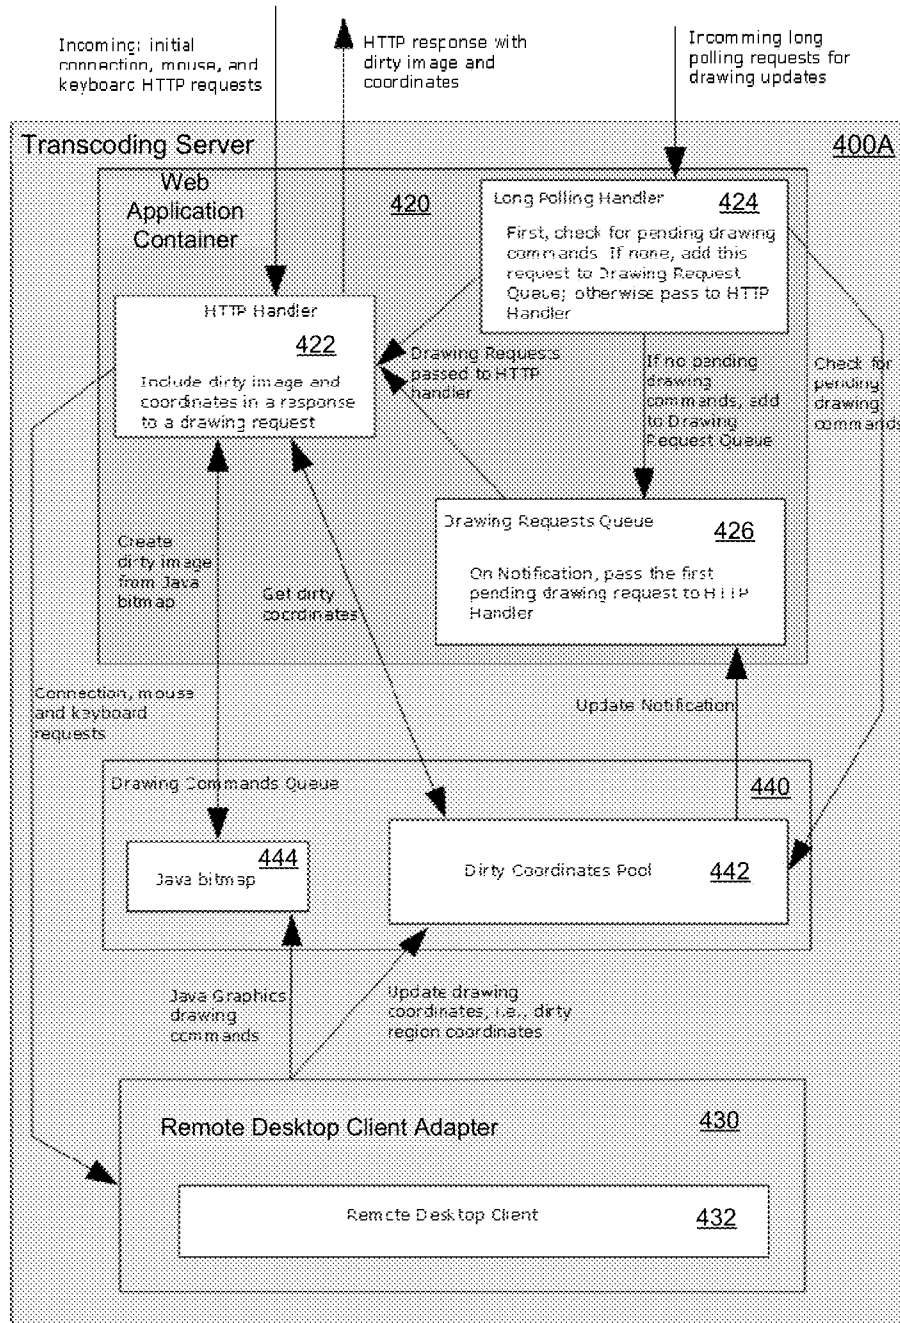 Incoming: initial
connection, mouse, and
keyboard HTTP requests
HTTP response with
dirty image and
coordinates
Incomming long
polling requests for
drawing updates
Transcoding Server
400A
Web
Application
Container
420
Long Polling Handler
424
First, check for pending drawing
commands. If none, add this
request to Drawing Request
Queue; otherwise pass to HTTP
Handler
HTTP Handler
422
Include dirty image and
coordinates in a response
to a drawing request
Drawing Requests
passed to HTTP
handler
If no pending
drawing
commands, add
to Drawing
Request Queue
Check for
pending
drawing
commands
Drawing Requests Queue
426
On Notification, pass the first
pending drawing request to HTTP
Handler
Create
dirty image
from Java
bitmap
Get dirty
coordinates
Connection, mouse
and keyboard
requests
Update Notification
Drawing Commands Queue
440
444
Java bitmap
Dirty Coordinates Pool
442
Java Graphics
drawing
commands
Update drawing
coordinates, i.e., dirty
region coordinates
Remote Desktop Client Adapter
430
Remote Desktop Client
432